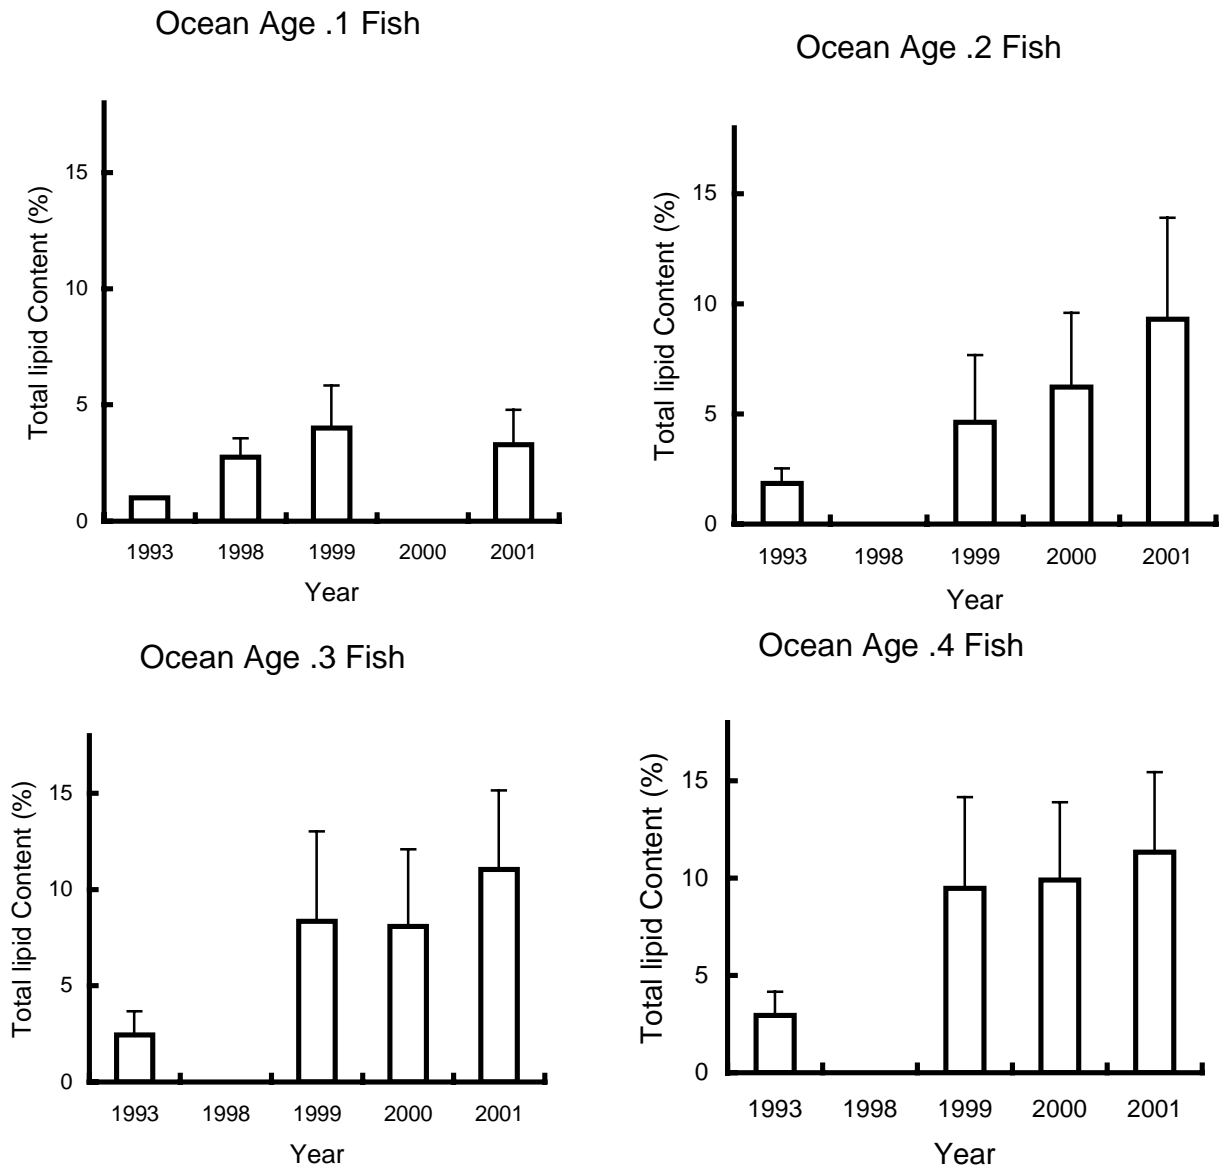 Ocean Age .1 Fish
Total lipid Content (%)
15
10
5
0
1993 1998 1999 2000 2001
Year
Ocean Age .2 Fish
Total lipid Content (%)
15
10
5
0
1993 1998 1999 2000 2001
Year
Ocean Age .3 Fish
Total lipid Content (%)
15
10
5
0
1993 1998 1999 2000 2001
Year
Ocean Age .4 Fish
Total lipid Content (%)
15
10
5
0
1993 1998 1999 2000 2001
Year